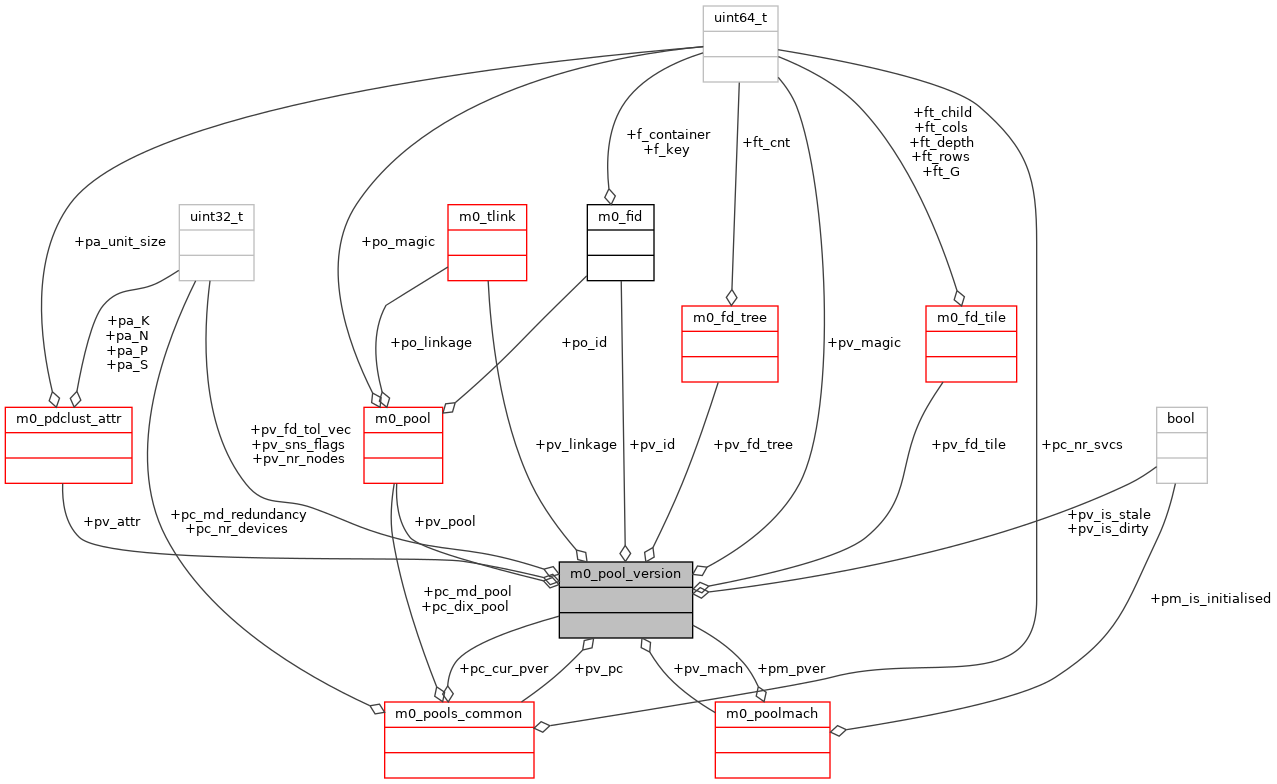 uint64_t
+f_container
+f_key
+ft_cnt
+ft_child
+ft_cols
+ft_depth
+ft_rows
+ft_G
uint32_t
m0_tlink
m0_fid
+pa_unit_size
+po_magic
m0_fd_tree
m0_fd_tile
+pa_K
+pa_N
+pa_P
+pa_S
+po_linkage
+po_id
+pv_magic
m0_pdclust_attr
m0_pool
bool
+pv_fd_tol_vec
+pv_sns_flags
+pv_nr_nodes
+pv_linkage
+pv_id
+pv_fd_tree
+pv_fd_tile
+pc_nr_svcs
+pv_attr
+pc_md_redundancy
+pc_nr_devices
+pv_pool
+pv_is_stale
+pv_is_dirty
m0_pool_version
+pc_md_pool
+pc_dix_pool
+pm_is_initialised
+pc_cur_pver
+pv_pc
+pv_mach
+pm_pver
m0_pools_common
m0_poolmach